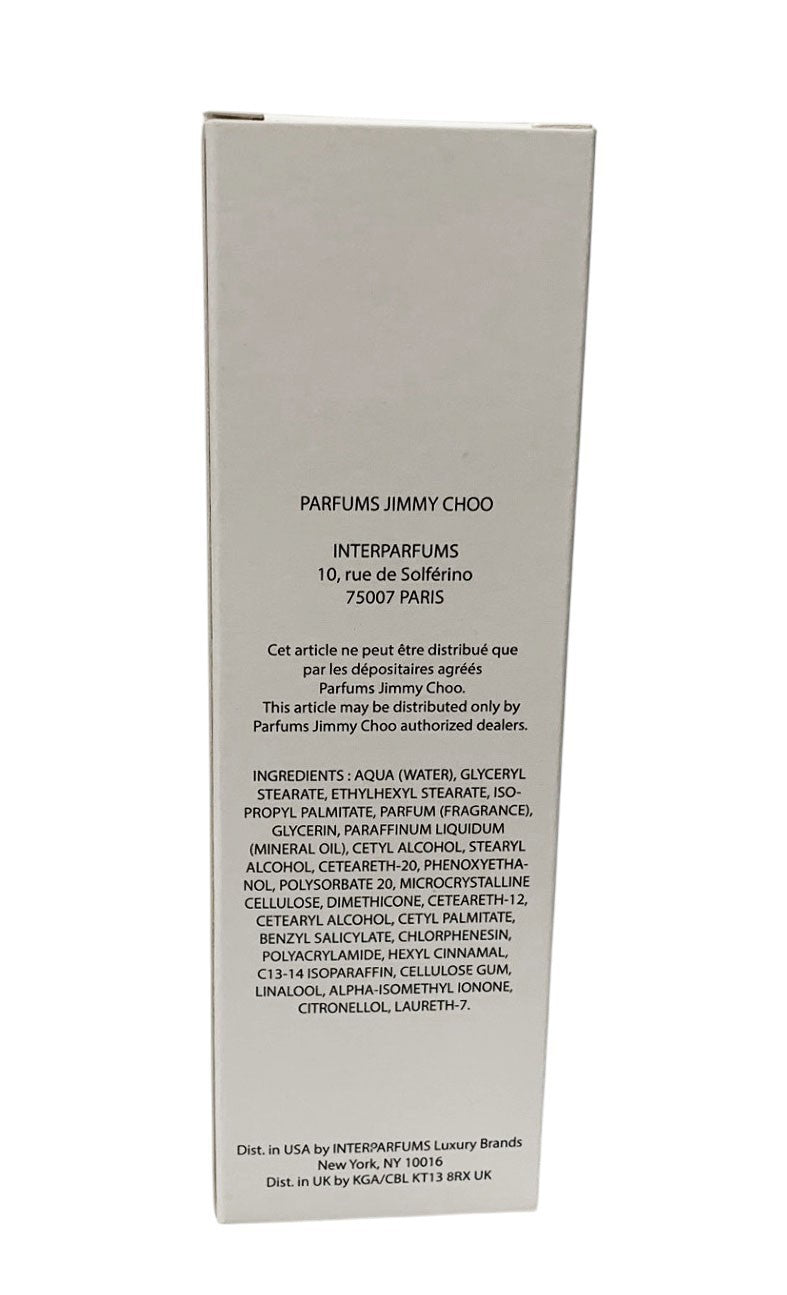 PARFUMS JIMMY CHOO
INTERPARFUMS
10, rue de Solférino
75007 PARIS
Cet article ne peut être distribué que
par les dépositaires agréés
Parfums Jimmy Choo.
This article may be distributed only by
Parfums Jimmy Choo authorized dealers.
INGREDIENTS : AQUA (WATER), GLYCERYL
STEARATE, ETHYLHEXYL STEARATE, ISO-
PROPYL PALMITATE, PARFUM (FRAGRANCE),
GLYCERIN, PARAFFINUM LIQUIDUM
(MINERAL OIL), CETYL ALCOHOL, STEARYL
ALCOHOL, CETEARETH-20, PHENOXYETHA-
NOL, POLYSORBATE 20, MICROCRYSTALLINE
CELLULOSE, DIMETHICONE, CETEARETH-12,
CETEARYL ALCOHOL, CETYL PALMITATE,
BENZYL SALICYLATE, CHLORPHENESIN,
POLYACRYLAMIDE, HEXYL CINNAMAL,
C13-14 ISOPARAFFIN, CELLULOSE GUM,
LINALOOL, ALPHA-ISOMETHYL IONONE,
CITRONELLOL, LAURETH-7.
Dist. in USA by INTERPARFUMS Luxury Brands
New York, NY 10016
Dist. in UK by KGA/CBL KT13 8RX UK